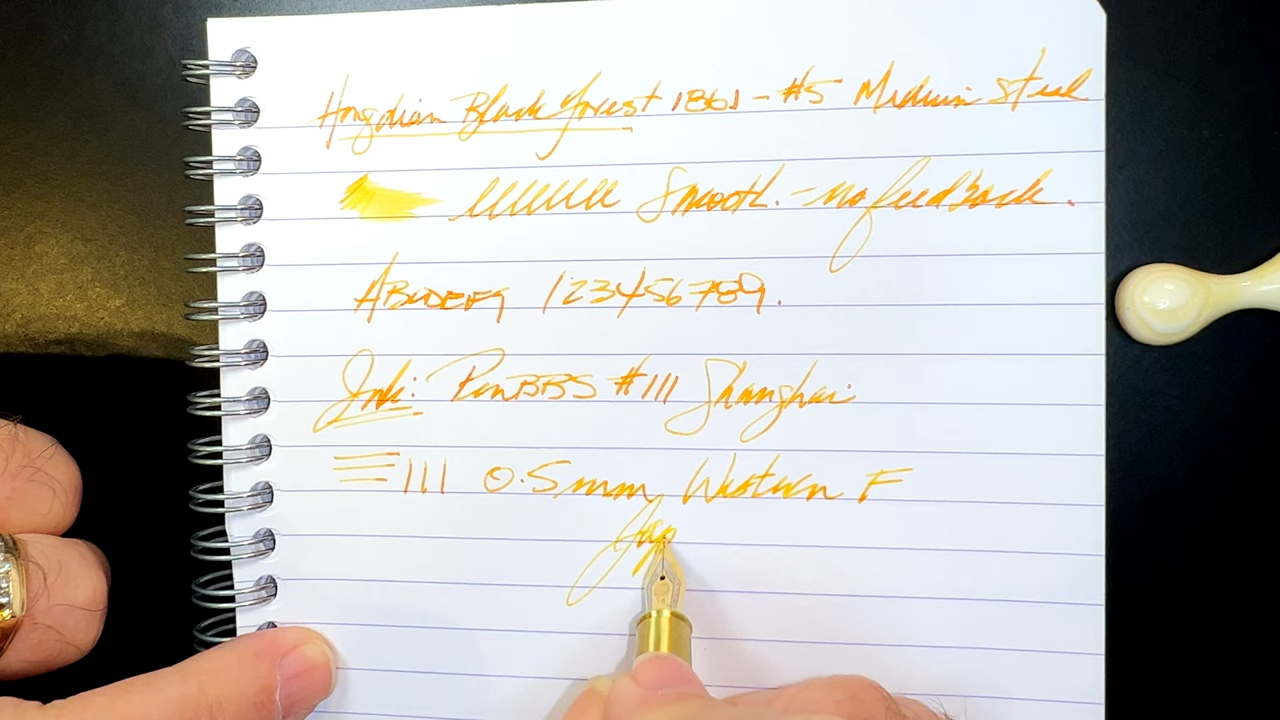 Hongdian Black Forest 1861 - #5 Medium Steel
Smooth. - no feedback.
ABCDEFG 123456789.
Ink: PenBBS #111 Shanghai
111 0.5mm, Western F
Jap